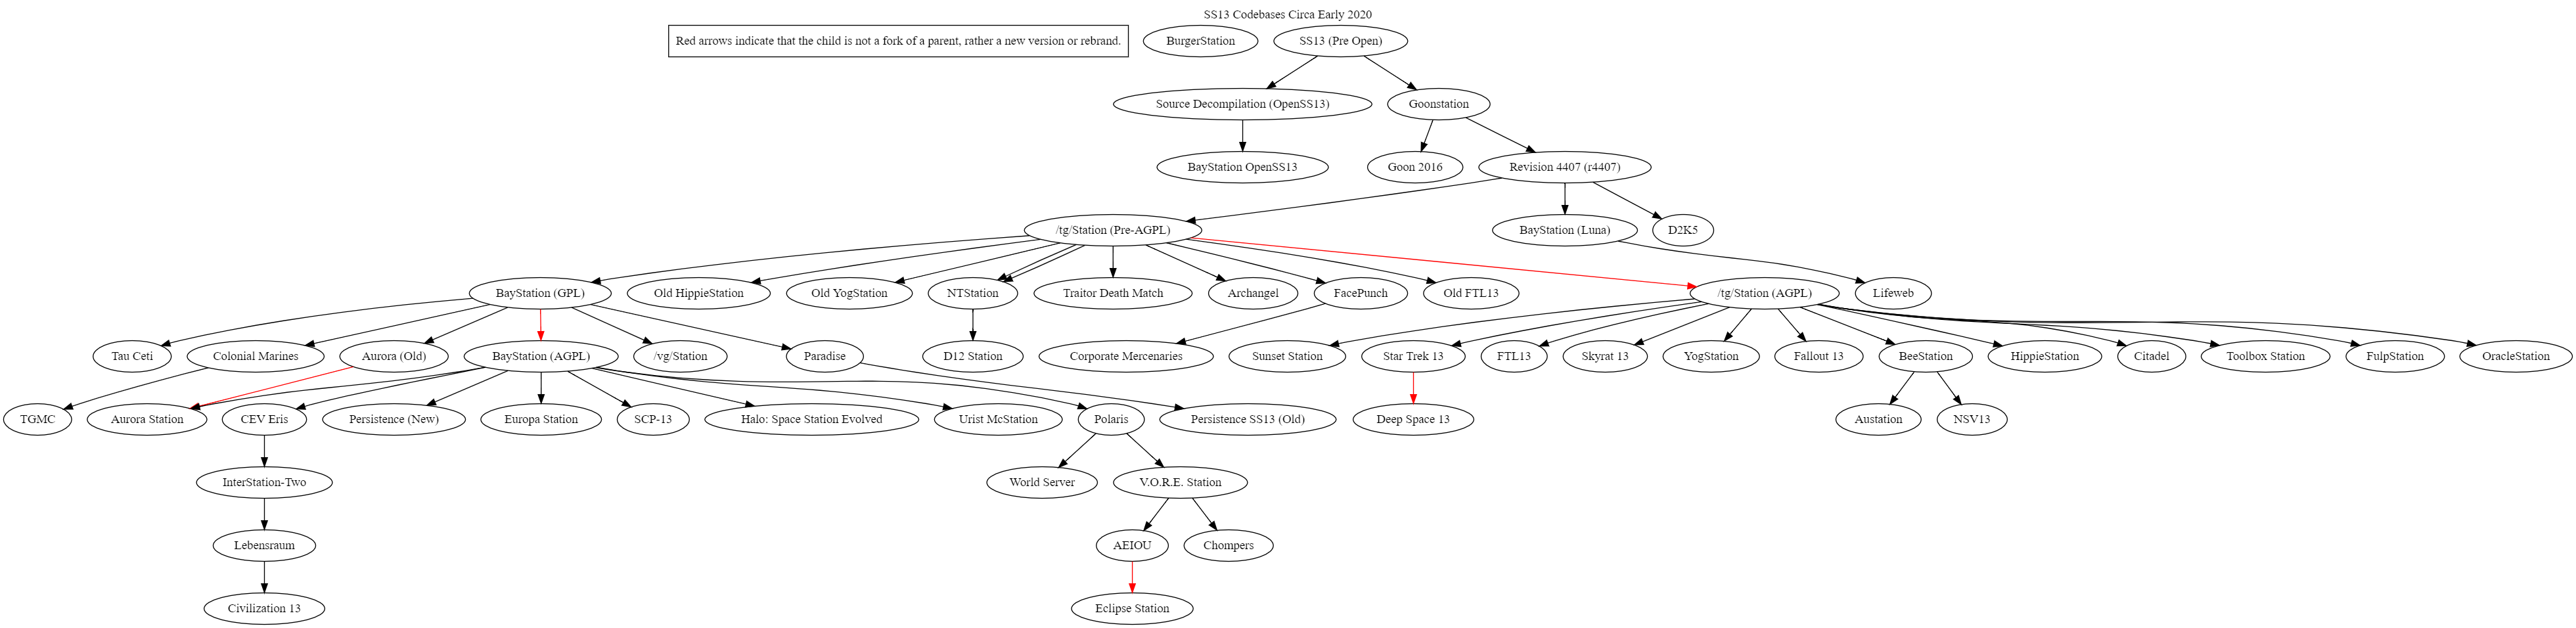 SS13 Codebases Circa Early 2020
Red arrows indicate that the child is not a fork of a parent, rather a new version or rebrand.
BurgerStation
SS13 (Pre Open)
Source Decompilation (OpenSS13)
Goonstation
BayStation OpenSS13
Goon 2016
Revision 4407 (r4407)
/tg/Station (Pre-AGPL)
BayStation (Luna)
D2K5
BayStation (GPL)
Old HippieStation
Old YogStation
NTStation
Traitor Death Match
Archangel
FacePunch
Old FTL13
/tg/Station (AGPL)
Lifeweb
Tau Ceti
Colonial Marines
Aurora (Old)
BayStation (AGPL)
/vg/Station
Paradise
D12 Station
Corporate Mercenaries
Sunset Station
Star Trek 13
FTL13
Skyrat 13
YogStation
Fallout 13
BeeStation
HippieStation
Citadel
Toolbox Station
FulpStation
OracleStation
TGMC
Aurora Station
CEV Eris
Persistence (New)
Europa Station
SCP-13
Halo: Space Station Evolved
Urist McStation
Polaris
Persistence SS13 (Old)
Deep Space 13
Austation
NSV13
InterStation-Two
World Server
V.O.R.E. Station
Lebensraum
AEIOU
Chompers
Civilization 13
Eclipse Station